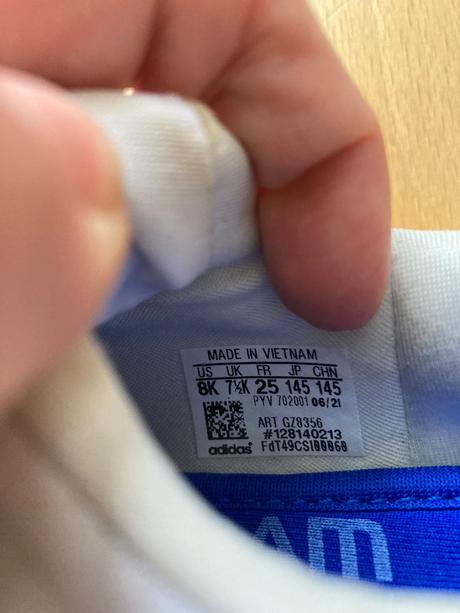 MADE IN VIETNAM
US UK FR JP CHN
8K 7½K 25 145 145
PYV 702001 06/21
ART GZ8356
#128140213
adidas
AM